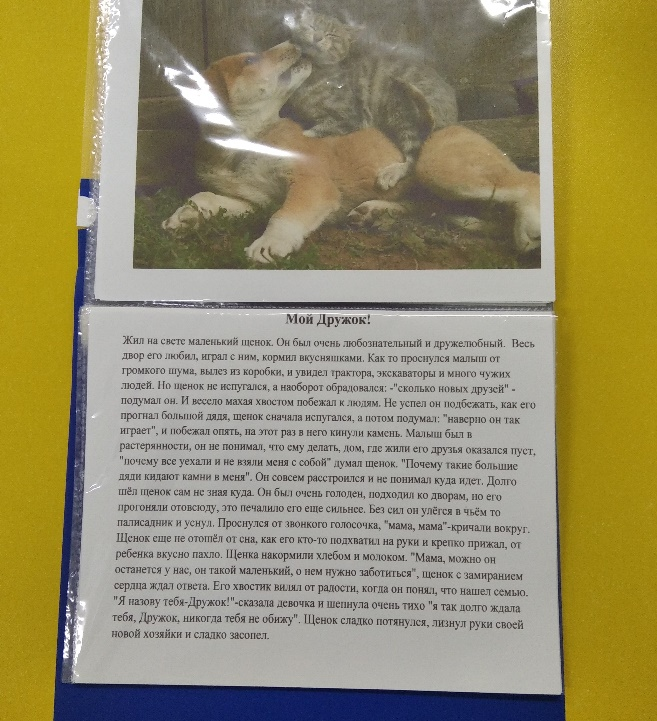 Мой Дружок!
Жил на свете маленький щенок. Он был очень любознательный и дружелюбный. Весь
двор его любил, играл с ним, кормил вкусняшками. Как то проснулся малыш от
громкого шума, вылез из коробки, и увидел трактора, экскаваторы и много чужих
людей. Но щенок не испугался, а наоборот обрадовался: -"сколько новых друзей" -
подумал он. И весело махая хвостом побежал к людям. Не успел он подбежать, как его
прогнал большой дядя, щенок сначала испугался, а потом подумал: "наверно он так
играет", и побежал опять, на этот раз в него кинули камень. Малыш был в
растерянности, он не понимал, что ему делать, дом, где жили его друзья оказался пуст,
"почему все уехали и не взяли меня с собой" думал щенок. "Почему такие большие
дяди кидают камни в меня". Он совсем расстроился и не понимал куда идет. Долго
шёл щенок сам не зная куда. Он был очень голоден, подходил ко дворам, но его
прогоняли отовсюду, это печалило его еще сильнее. Без сил он улёгся в чьём то
палисадник и уснул. Проснулся от звонкого голосочка, "мама, мама"-кричали вокруг.
Щенок еще не отошёл от сна, как его кто-то подхватил на руки и крепко прижал, от
ребенка вкусно пахло. Щенка накормили хлебом и молоком. "Мама, можно он
останется у нас, он такой маленький, о нем нужно заботиться", щенок с замиранием
сердца ждал ответа. Его хвостик вилял от радости, когда он понял, что нашел семью.
"Я назову тебя-Дружок!"-сказала девочка и шепнула очень тихо "я так долго ждала
тебя, Дружок, никогда тебя не обижу". Щенок сладко потянулся, лизнул руки своей
новой хозяйки и сладко засопел.